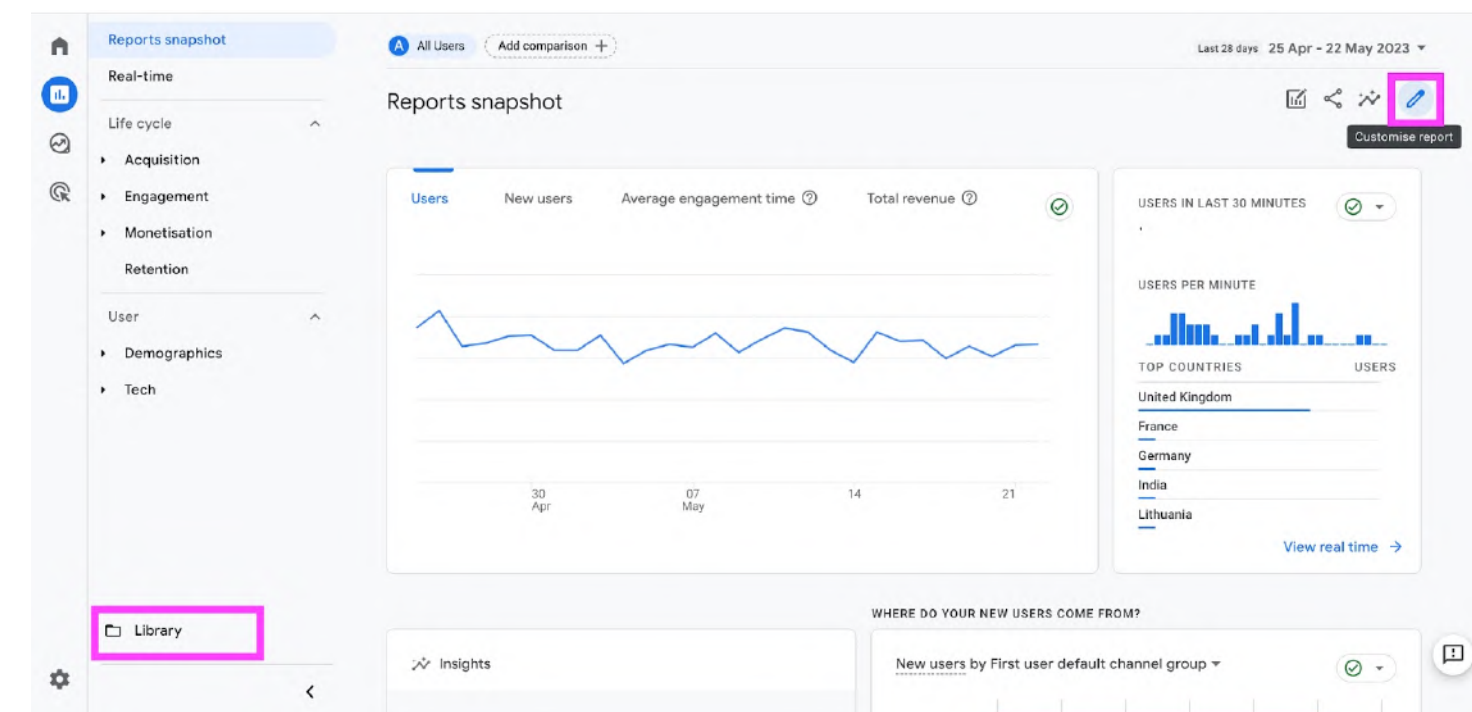 Reports snapshot
Real-time
Life cycle
Acquisition
Engagement
Monetisation
Retention
User
Demographics
Tech
Library
A All Users Add comparison +
Last 28 days 25 Apr - 22 May 2023
Reports snapshot
Customise report
Users New users Average engagement time Total revenue
30 Apr
07 May
14
21
USERS IN LAST 30 MINUTES
USERS PER MINUTE
TOP COUNTRIES USERS
United Kingdom
France
Germany
India
Lithuania
View real time
Insights
WHERE DO YOUR NEW USERS COME FROM?
New users by First user default channel group